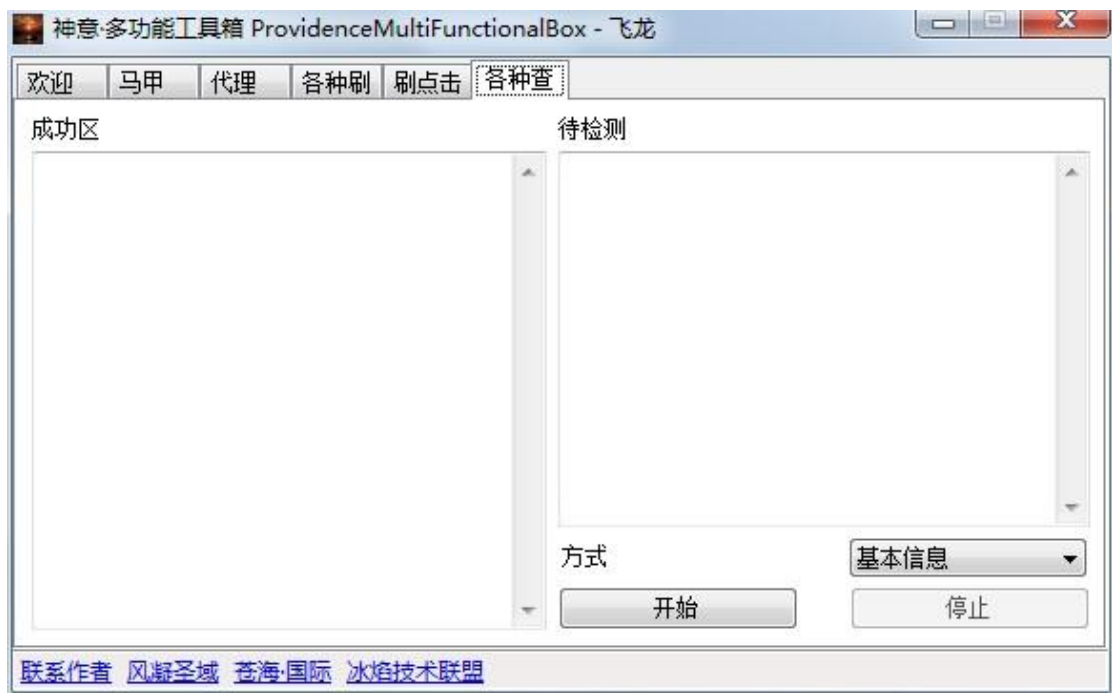 神意·多功能工具箱 ProvidenceMultiFunctionalBox - 飞龙
欢迎 马甲 代理 各种刷 刷点击 各种查
成功区 待检测
方式 基本信息
开始 停止
联系作者 风凝圣域 苍海·国际 冰焰技术联盟